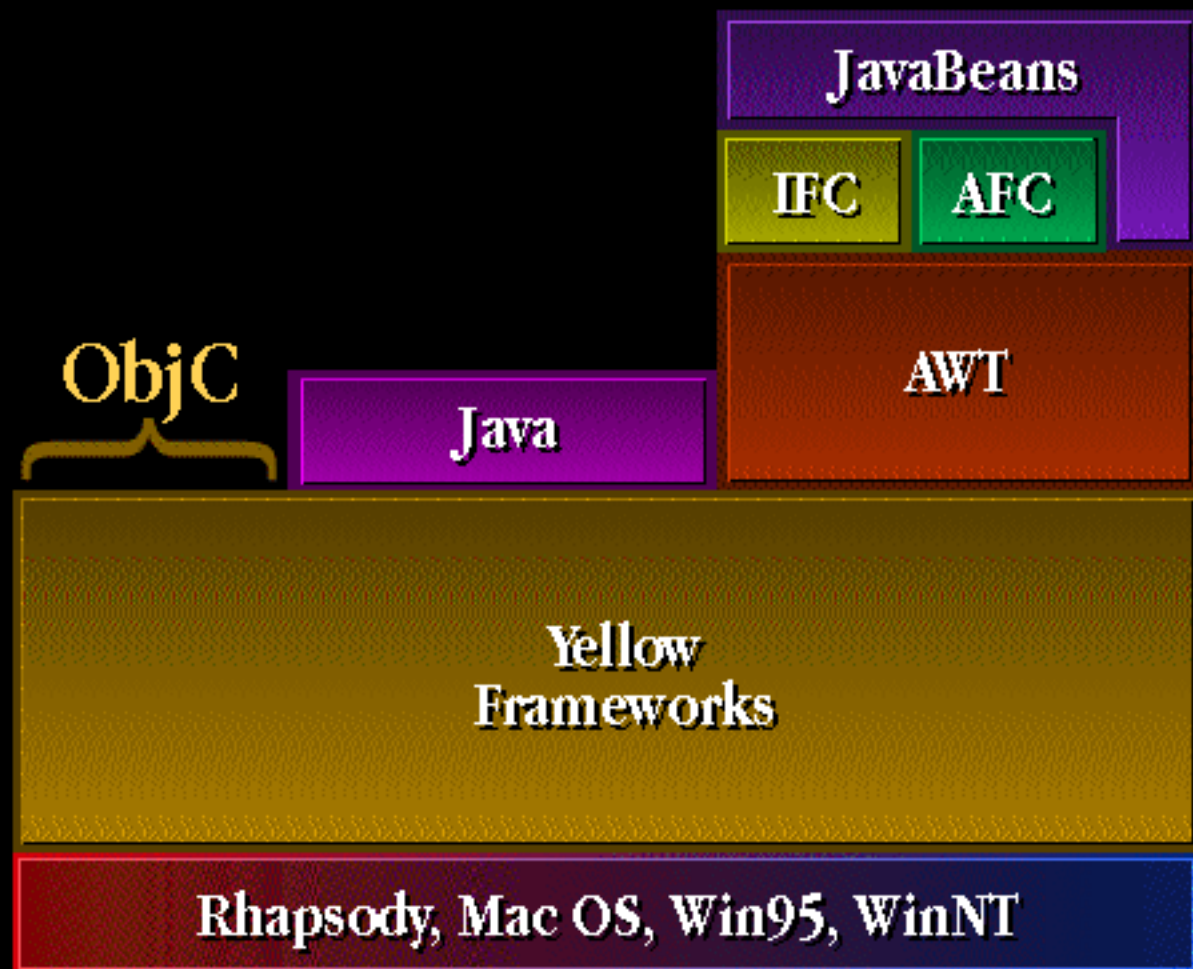 JavaBeans
IFC
AFC
AWT
ObjC
Java
Yellow
Frameworks
Rhapsody, Mac OS, Win95, WinNT